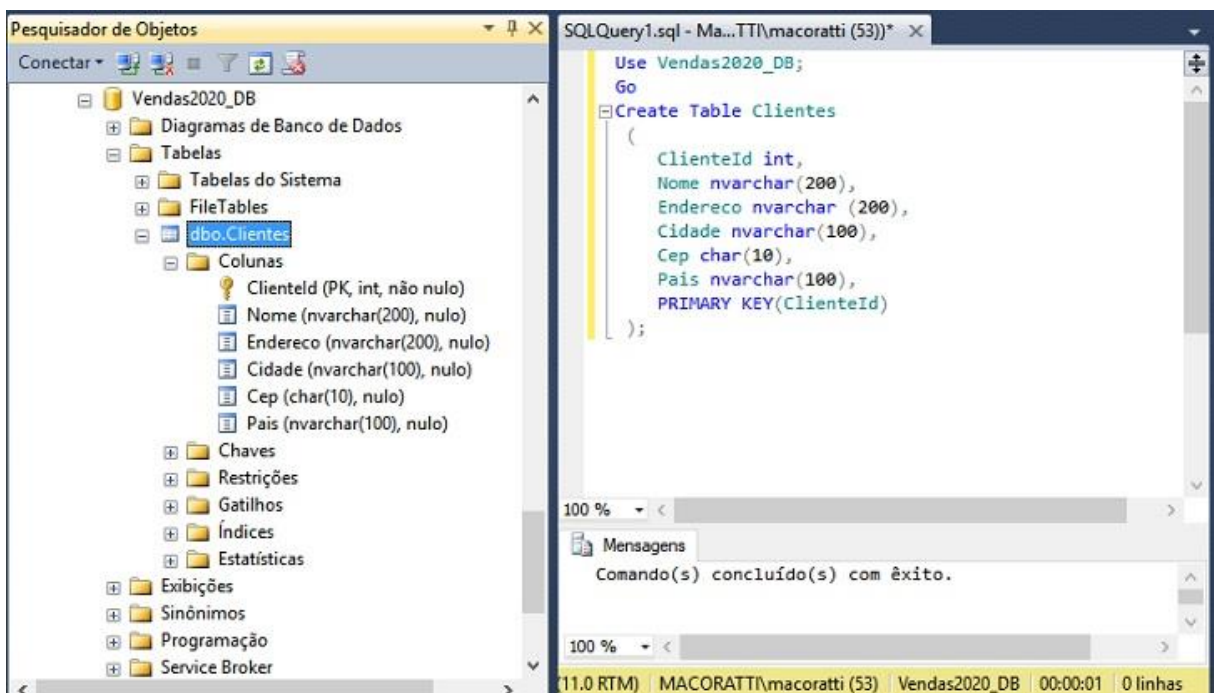 Pesquisador de Objetos
Conectar
Vendas2020_DB
Diagramas de Banco de Dados
Tabelas
Tabelas do Sistema
FileTables
dbo.Clientes
Colunas
ClienteId (PK, int, não nulo)
Nome (nvarchar(200), nulo)
Endereco (nvarchar(200), nulo)
Cidade (nvarchar(100), nulo)
Cep (char(10), nulo)
Pais (nvarchar(100), nulo)
Chaves
Restrições
Gatilhos
Índices
Estatísticas
Exibições
Sinônimos
Programação
Service Broker
SQLQuery1.sql - Ma...TTI\macoratti (53))*
Use Vendas2020_DB;
Go
Create Table Clientes
(
ClienteId int,
Nome nvarchar(200),
Endereco nvarchar (200),
Cidade nvarchar(100),
Cep char(10),
Pais nvarchar(100),
PRIMARY KEY(ClienteId)
);
100 %
Mensagens
Comando(s) concluído(s) com êxito.
100 %
(11.0 RTM) MACORATTI\macoratti (53) Vendas2020_DB 00:00:01 0 linhas